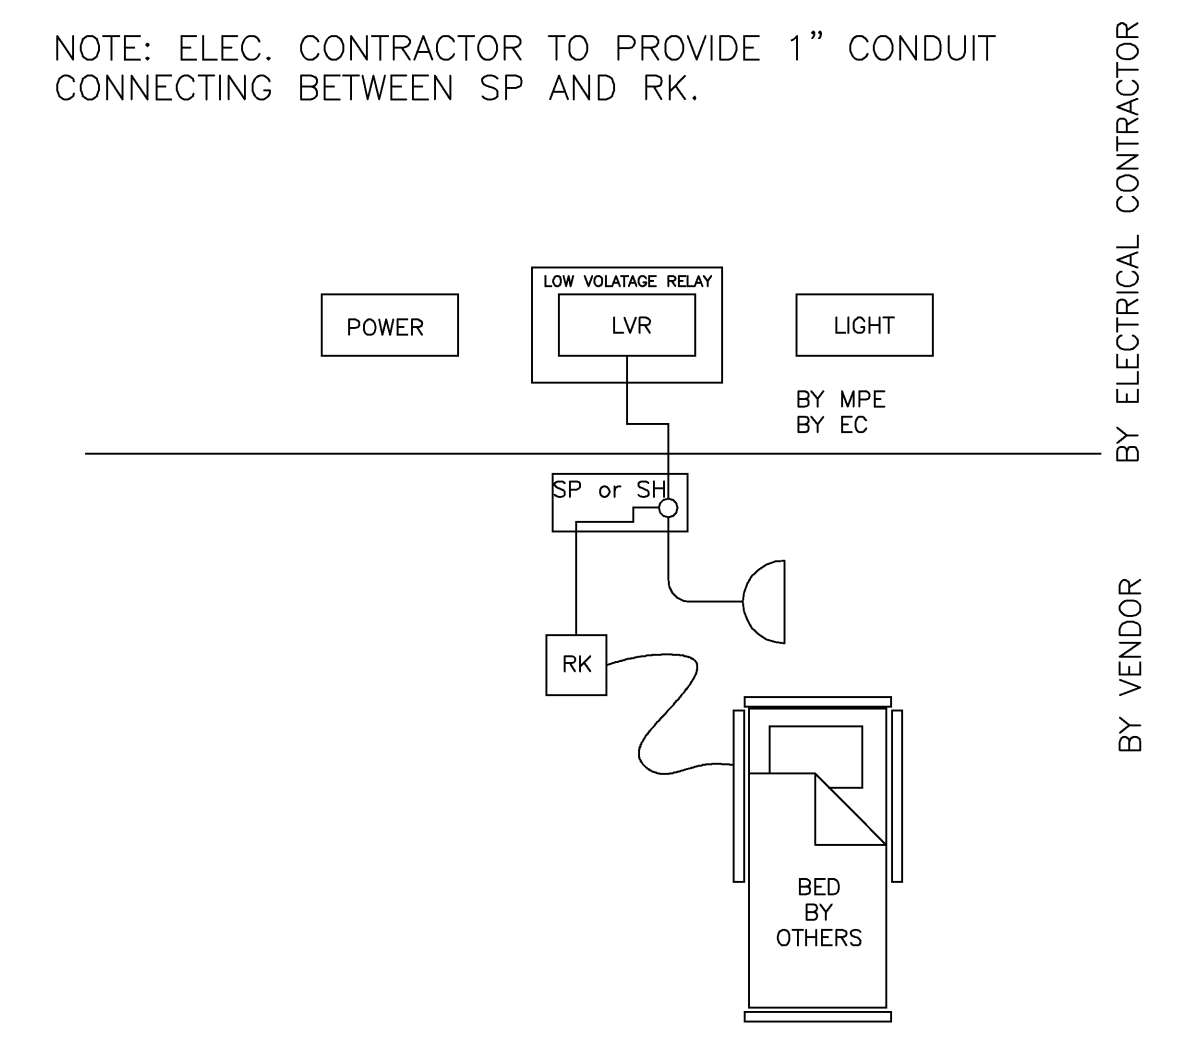 NOTE: ELEC. CONTRACTOR TO PROVIDE 1” CONDUIT
CONNECTING BETWEEN SP AND RK.
BY ELECTRICAL CONTRACTOR
LOW VOLATAGE RELAY
POWER
LVR
LIGHT
BY MPE
BY EC
SP or SH
BY VENDOR
RK
BED
BY
OTHERS